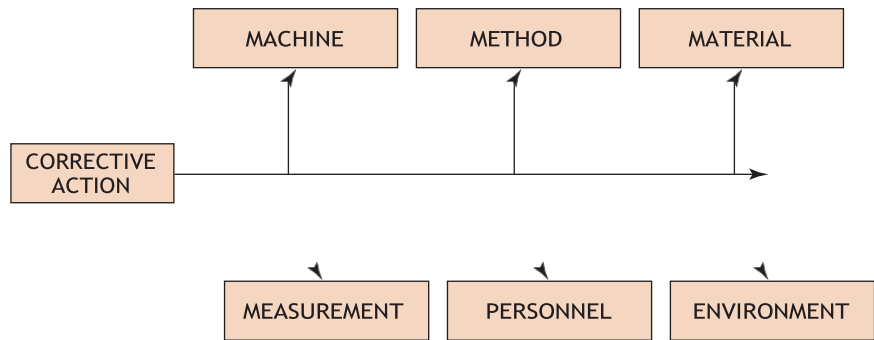 MACHINE
METHOD
MATERIAL
CORRECTIVE
ACTION
MEASUREMENT
PERSONNEL
ENVIRONMENT